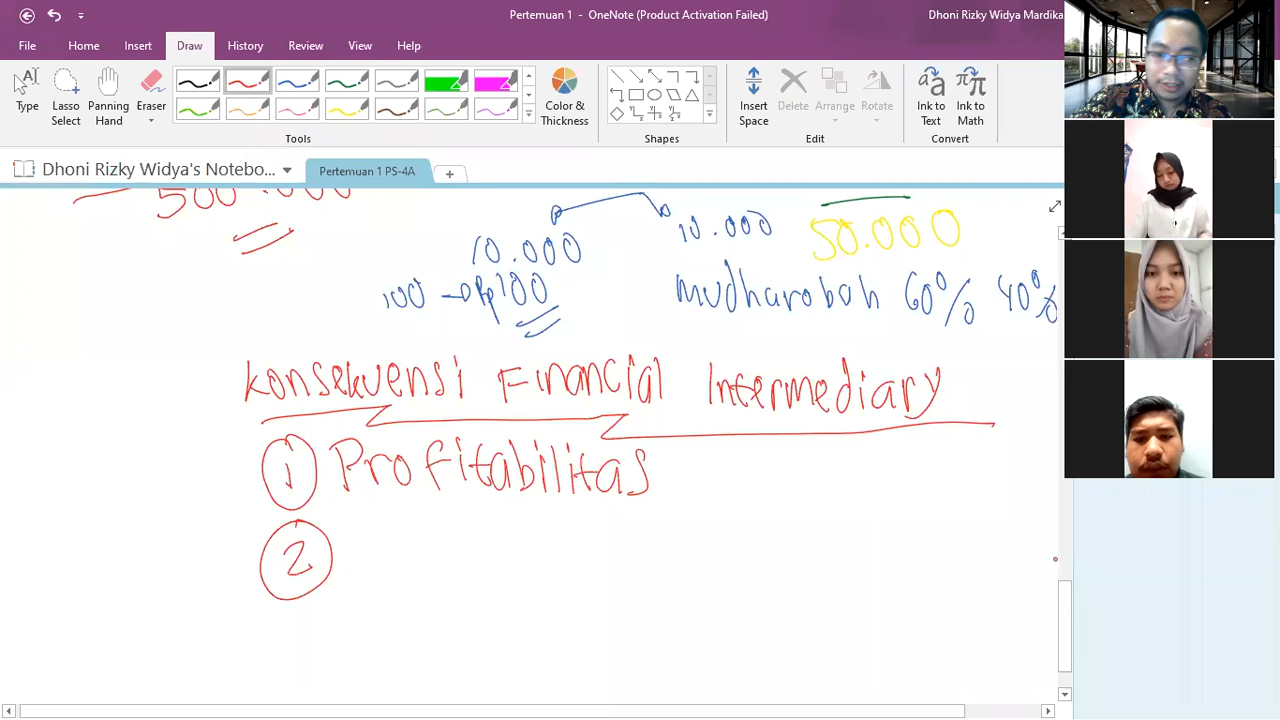 Pertemuan 1 - OneNote (Product Activation Failed)
Dhoni Rizky Widya Mardika
File Home Insert Draw History Review View Help
Type
Lasso Select
Panning Hand
Eraser
Color & Thickness
Insert Space
Delete
Arrange
Rotate
Ink to Text
Ink to Math
Tools
Shapes
Edit
Convert
Dhoni Rizky Widya's Notebo...
Pertemuan 1 PS-4A
500.000
10.000
10.000
50.000
100 → Rp100
mudharobah 60% 40%
Konsekuensi Financial Intermediary
1 Profitabilitas
2